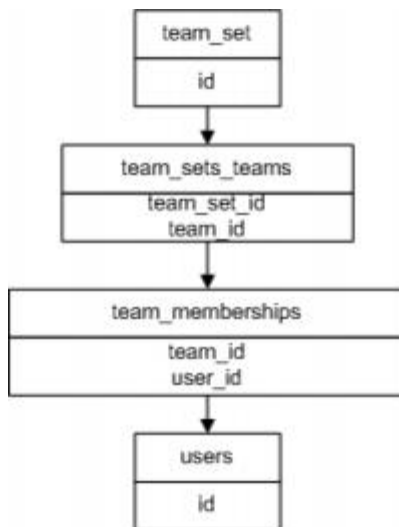 team_set
id
team_sets_teams
team_set_id
team_id
team_memberships
team_id
user_id
users
id